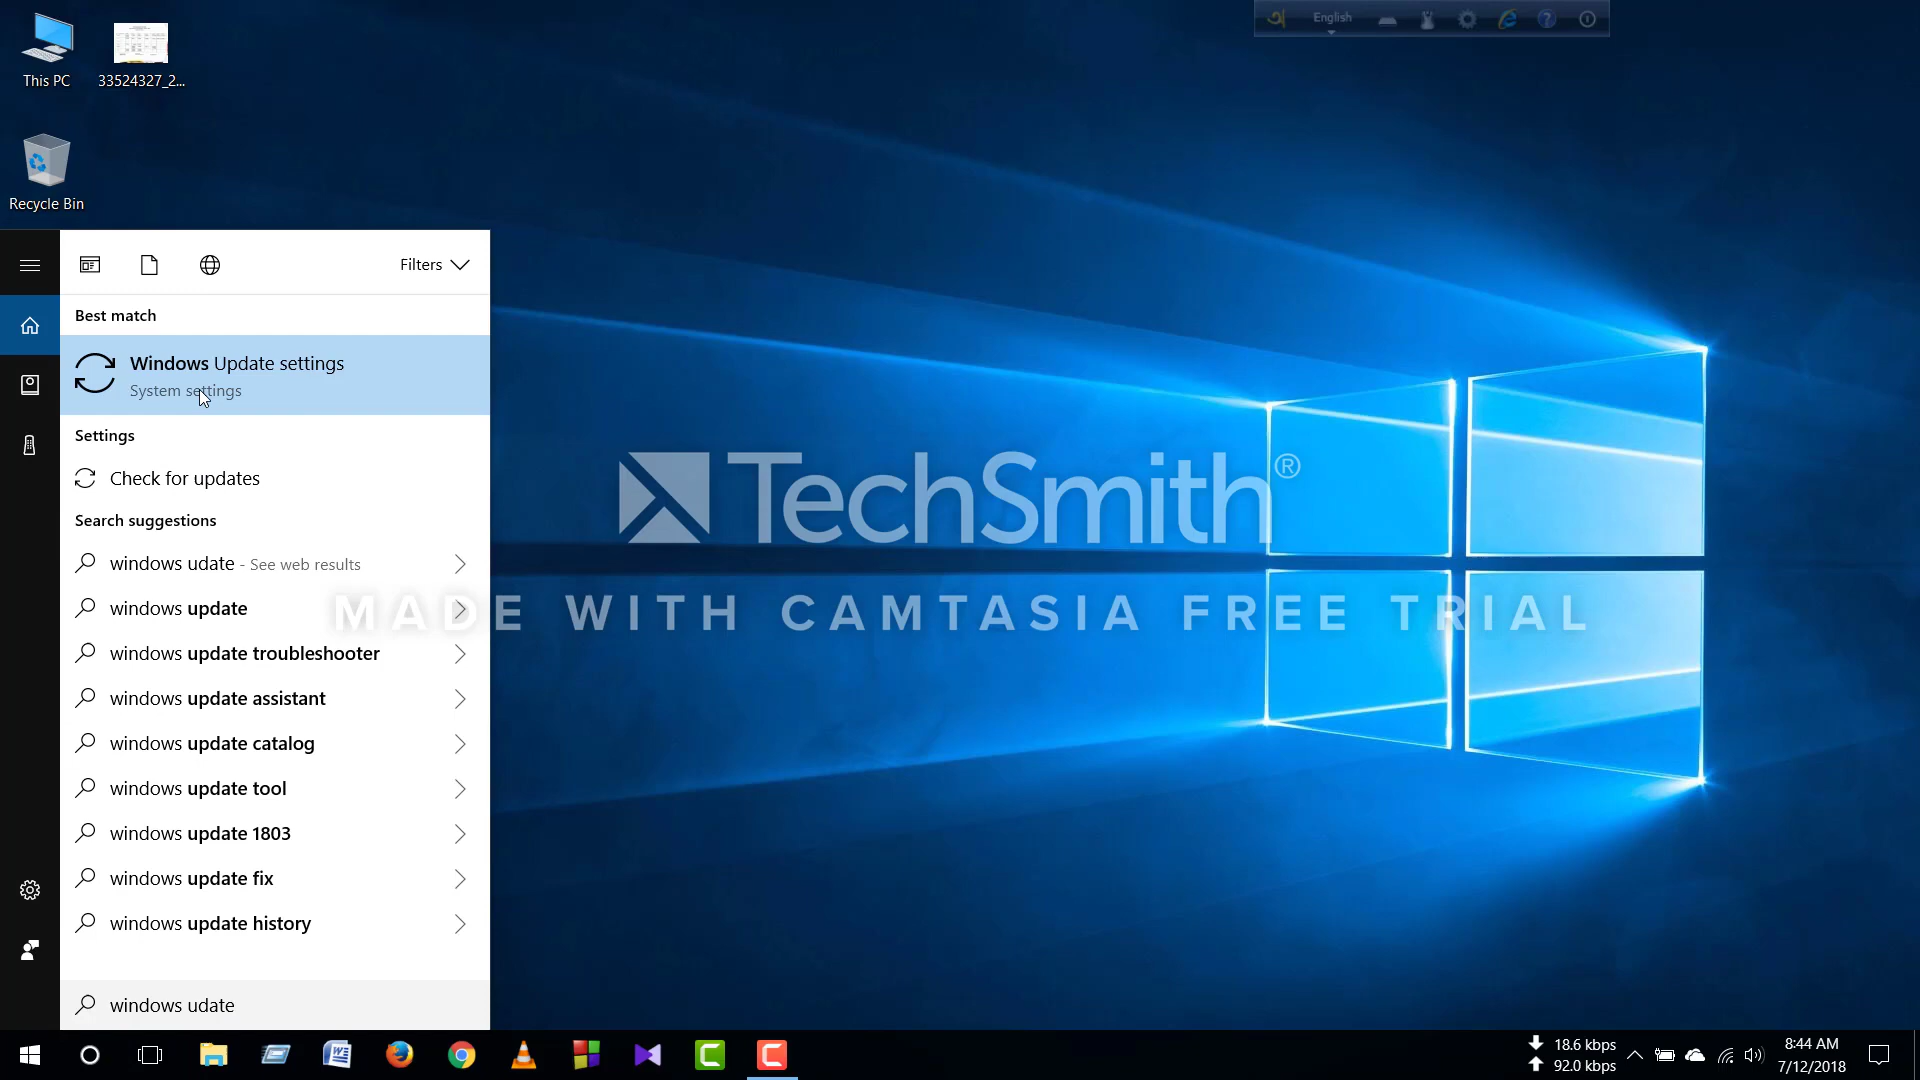 This PC
33524327_2...
English
Recycle Bin
Filters
Best match
Windows Update settings
System settings
Settings
Check for updates
Search suggestions
windows udate - See web results
windows update
windows update troubleshooter
windows update assistant
windows update catalog
windows update tool
windows update 1803
windows update fix
windows update history
windows udate
TechSmith®
MADE WITH CAMTASIA FREE TRIAL
18.6 kbps
92.0 kbps
8:44 AM
7/12/2018